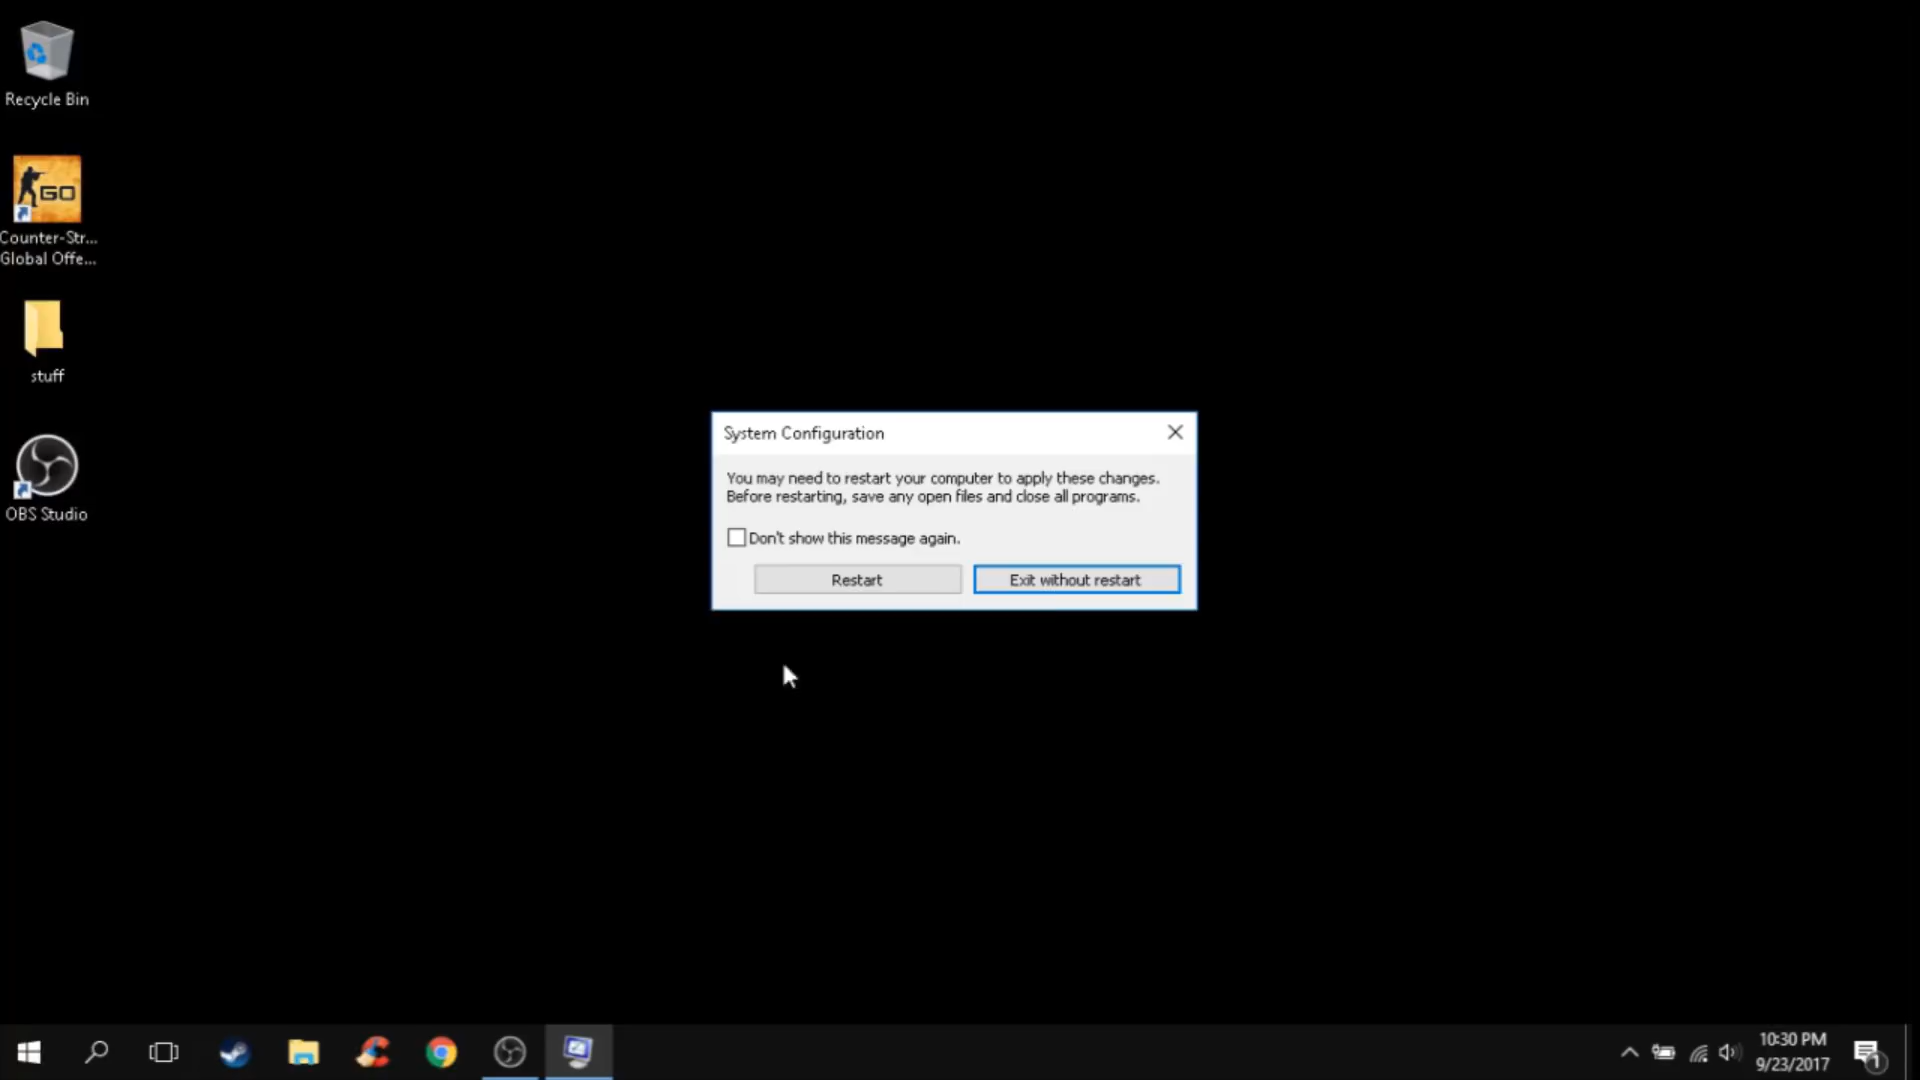 Recycle Bin
GO
Counter-Str...
Global Offe...
stuff
OBS Studio
System Configuration
You may need to restart your computer to apply these changes.
Before restarting, save any open files and close all programs.
Don't show this message again.
Restart
Exit without restart
10:30 PM
9/23/2017
1